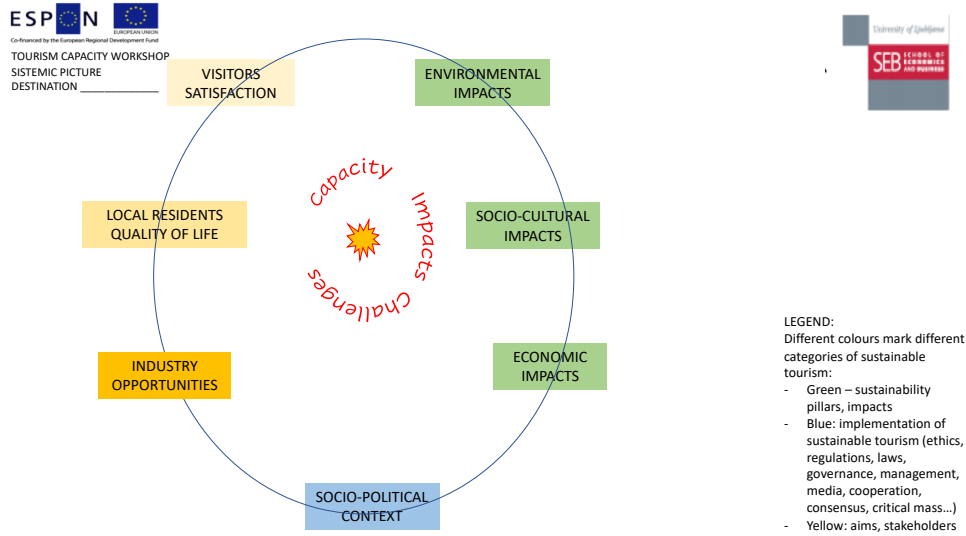 ESPON
EUROPEAN UNION
Co-financed by the European Regional Development Fund
TOURISM CAPACITY WORKSHOP
SISTEMIC PICTURE
DESTINATION _____________
University of Ljubljana
SEB SCHOOL OF
ECONOMICS
AND BUSINESS
VISITORS
SATISFACTION
ENVIRONMENTAL
IMPACTS
LOCAL RESIDENTS
QUALITY OF LIFE
Capacity Impacts Challenges
SOCIO-CULTURAL
IMPACTS
INDUSTRY
OPPORTUNITIES
ECONOMIC
IMPACTS
SOCIO-POLITICAL
CONTEXT
LEGEND:
Different colours mark different
categories of sustainable
tourism:
- Green – sustainability
pillars, impacts
- Blue: implementation of
sustainable tourism (ethics,
regulations, laws,
governance, management,
media, cooperation,
consensus, critical mass…)
- Yellow: aims, stakeholders